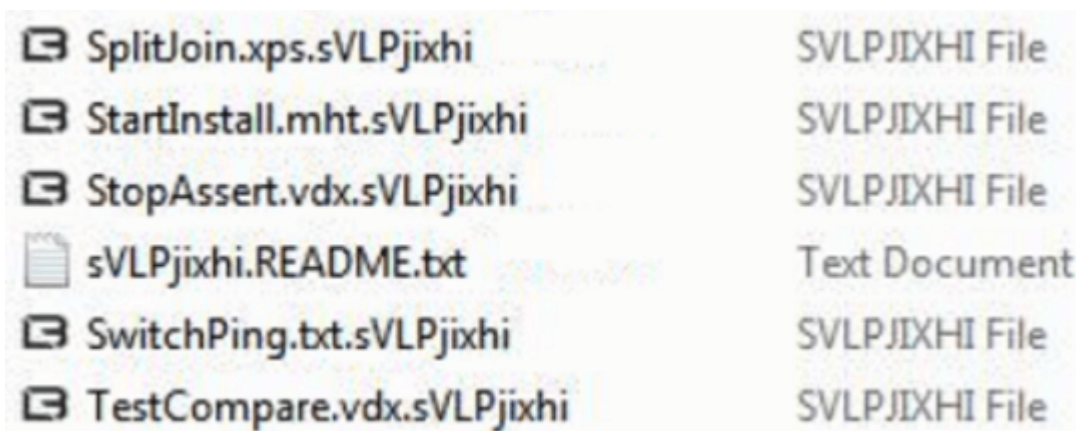 SplitJoin.xps.sVLPjixhi SVLPJIXHI File
StartInstall.mht.sVLPjixhi SVLPJIXHI File
StopAssert.vdx.sVLPjixhi SVLPJIXHI File
sVLPjixhi.README.txt Text Document
SwitchPing.txt.sVLPjixhi SVLPJIXHI File
TestCompare.vdx.sVLPjixhi SVLPJIXHI File